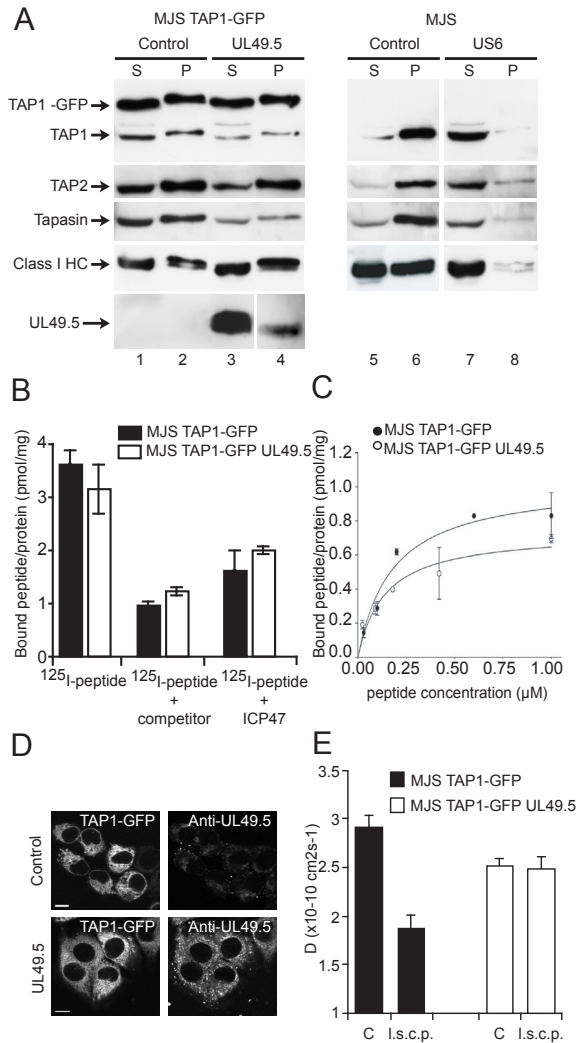 A
MJS TAP1-GFP
MJS
Control UL49.5
Control US6
S P S P
S P S P
TAP1 -GFP
TAP1
TAP2
Tapasin
Class I HC
UL49.5
1 2 3 4
5 6 7 8
B
MJS TAP1-GFP
MJS TAP1-GFP UL49.5
Bound peptide/protein (pmol/mg)
4
3
2
1
0
125I-peptide
125I-peptide + competitor
125I-peptide + ICP47
C
MJS TAP1-GFP
MJS TAP1-GFP UL49.5
Bound peptide/protein (pmol/mg)
1.2
1.0
0.8
0.6
0.4
0.2
0.0
0.00 0.25 0.50 0.75 1.00
peptide concentration (µM)
D
Control
TAP1-GFP
Anti-UL49.5
UL49.5
TAP1-GFP
Anti-UL49.5
E
MJS TAP1-GFP
MJS TAP1-GFP UL49.5
D (x10-10 cm2s-1)
3.5
3
2.5
2
1.5
1
C I.s.c.p. C I.s.c.p.